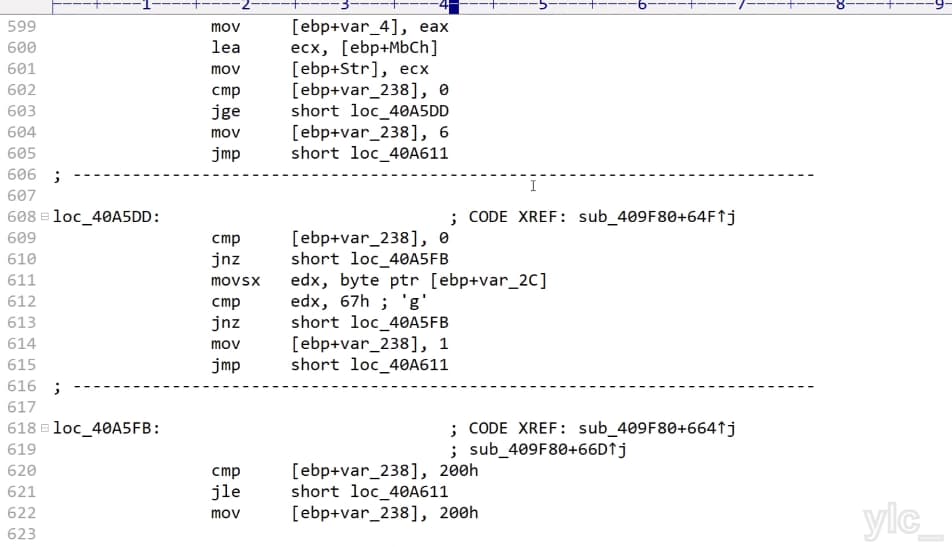 1 2 3 4 5 6 7 8 9
599 mov [ebp+var_4], eax
600 lea ecx, [ebp+MbCh]
601 mov [ebp+Str], ecx
602 cmp [ebp+var_238], 0
603 jge short loc_40A5DD
604 mov [ebp+var_238], 6
605 jmp short loc_40A611
606 ; ---------------------------------------------------------------------------
607
608 loc_40A5DD: ; CODE XREF: sub_409F80+64F↑j
609 cmp [ebp+var_238], 0
610 jnz short loc_40A5FB
611 movsx edx, byte ptr [ebp+var_2C]
612 cmp edx, 67h ; 'g'
613 jnz short loc_40A5FB
614 mov [ebp+var_238], 1
615 jmp short loc_40A611
616 ; ---------------------------------------------------------------------------
617
618 loc_40A5FB: ; CODE XREF: sub_409F80+664↑j
619 ; sub_409F80+66D↑j
620 cmp [ebp+var_238], 200h
621 jle short loc_40A611
622 mov [ebp+var_238], 200h
623
ylc_